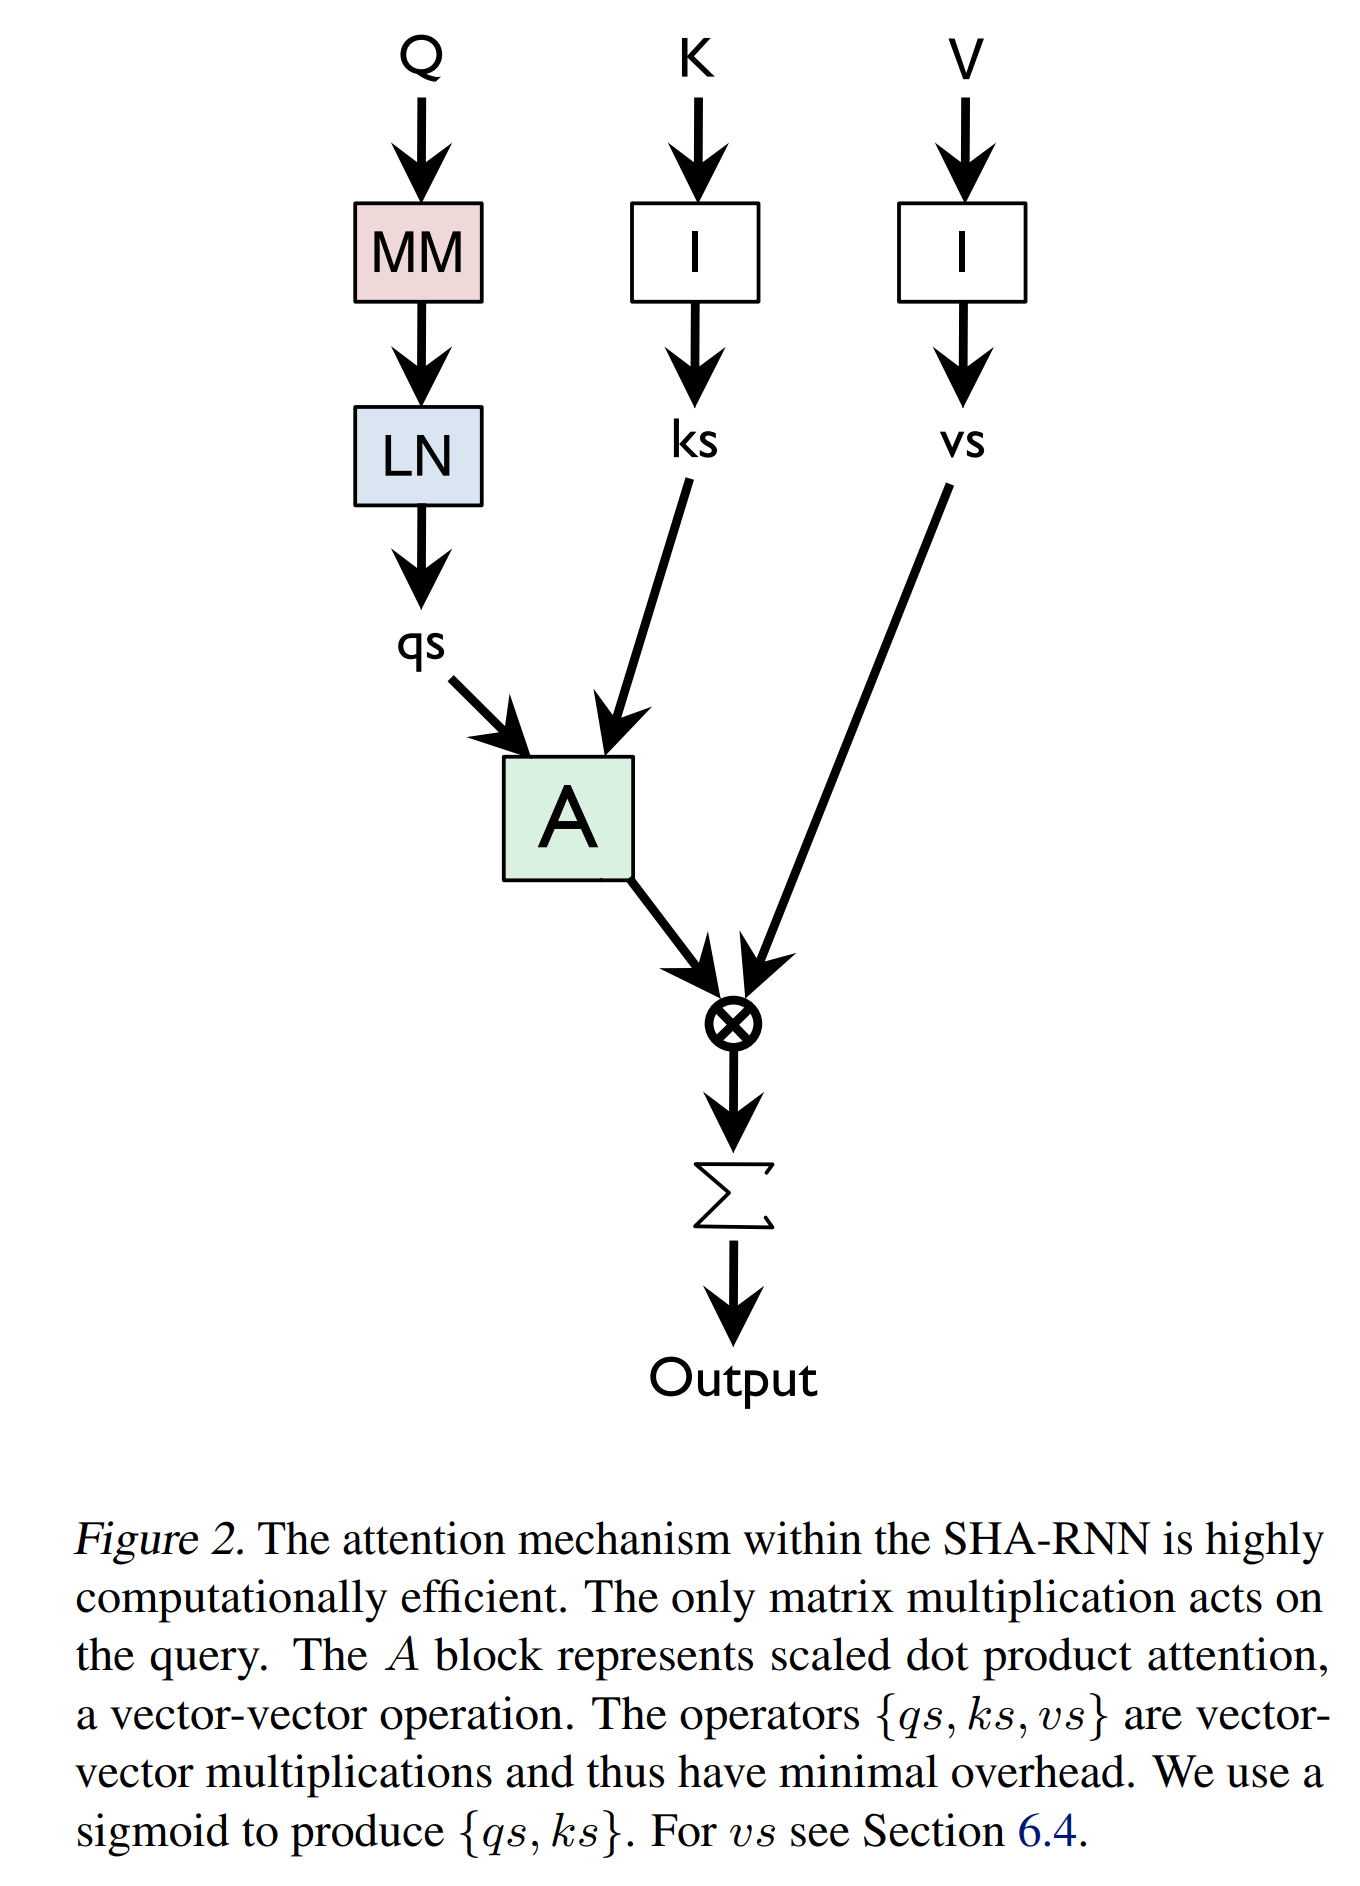 Q K V
MM I I
LN ks vs
qs
A
⊗
Σ
Output
Figure 2. The attention mechanism within the SHA-RNN is highly
computationally efficient. The only matrix multiplication acts on
the query. The A block represents scaled dot product attention,
a vector-vector operation. The operators {qs, ks, vs} are vector-
vector multiplications and thus have minimal overhead. We use a
sigmoid to produce {qs, ks}. For vs see Section 6.4.